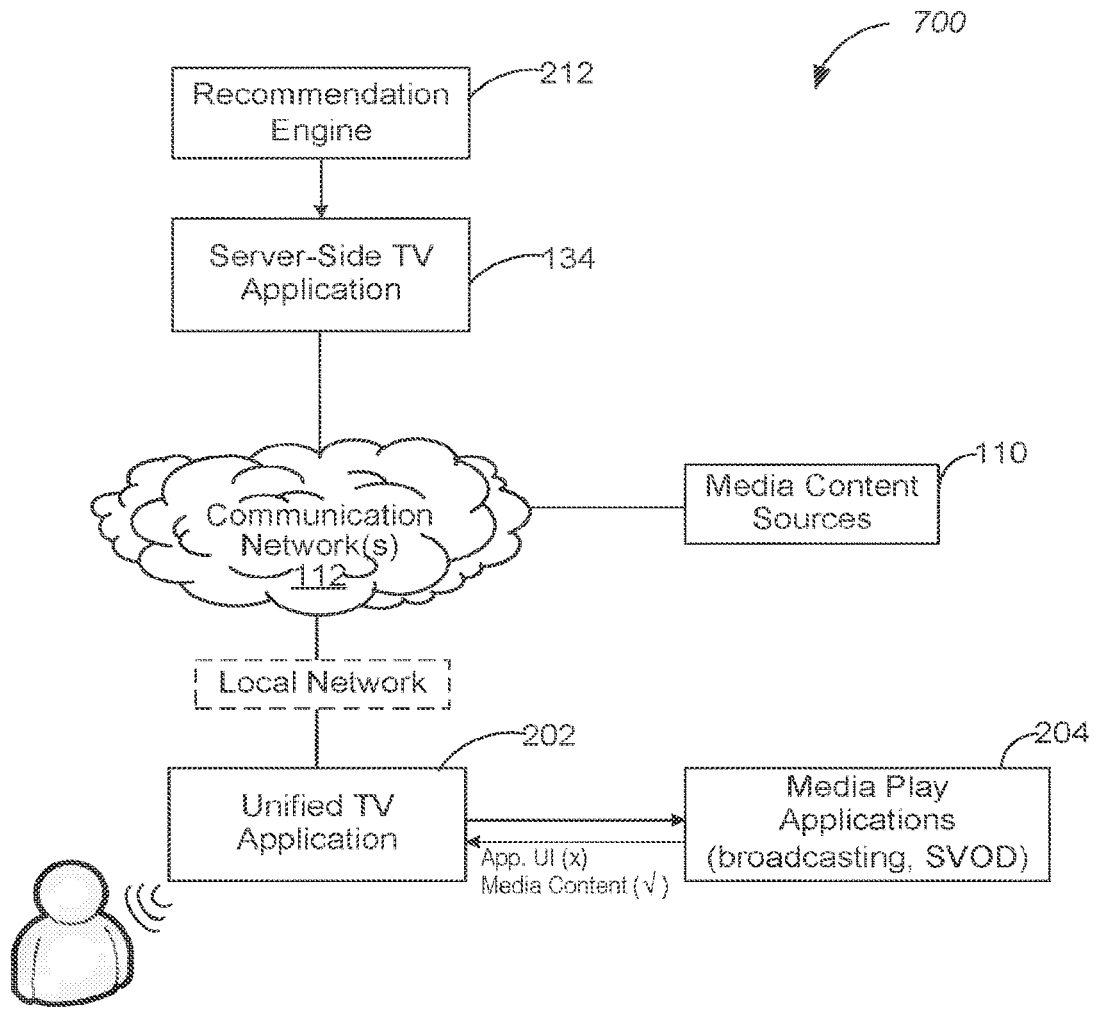 700
Recommendation
Engine
212
Server-Side TV
Application
134
Communication
Network(s)
112
Media Content
Sources
110
Local Network
202
Unified TV
Application
204
Media Play
Applications
(broadcasting, SVOD)
App. UI (x)
Media Content (√)